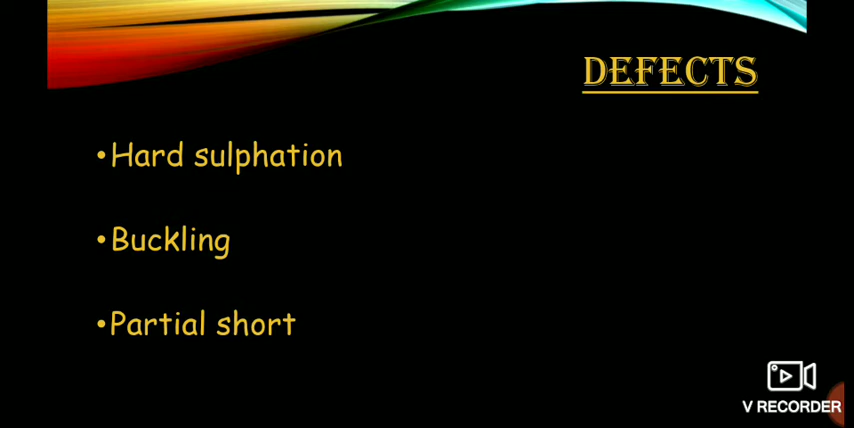 DEFECTS
•Hard sulphation
•Buckling
•Partial short
V RECORDER